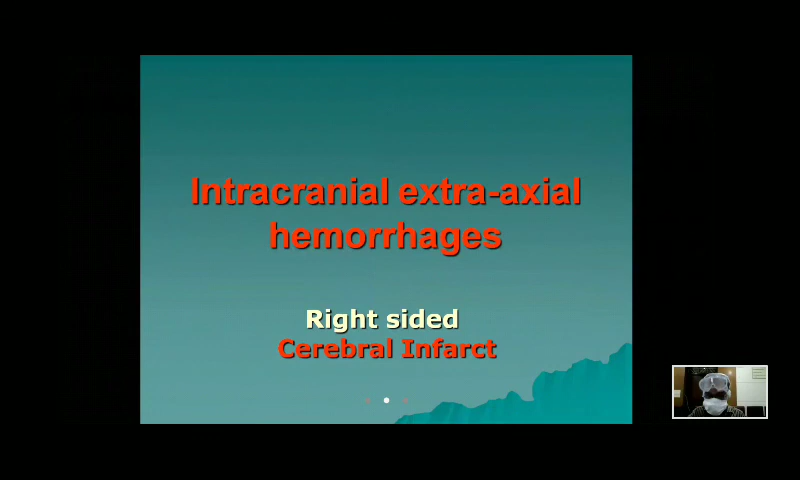 Intracranial extra-axial
hemorrhages
Right sided
Cerebral Infarct